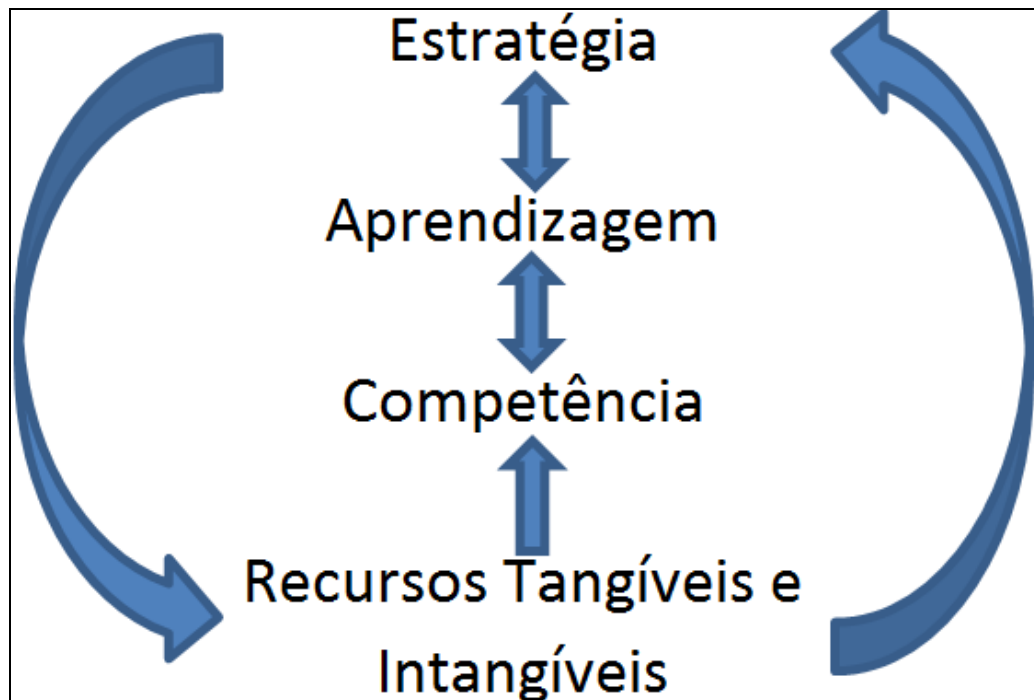 Estratégia
Aprendizagem
Competência
Recursos Tangíveis e
Intangíveis